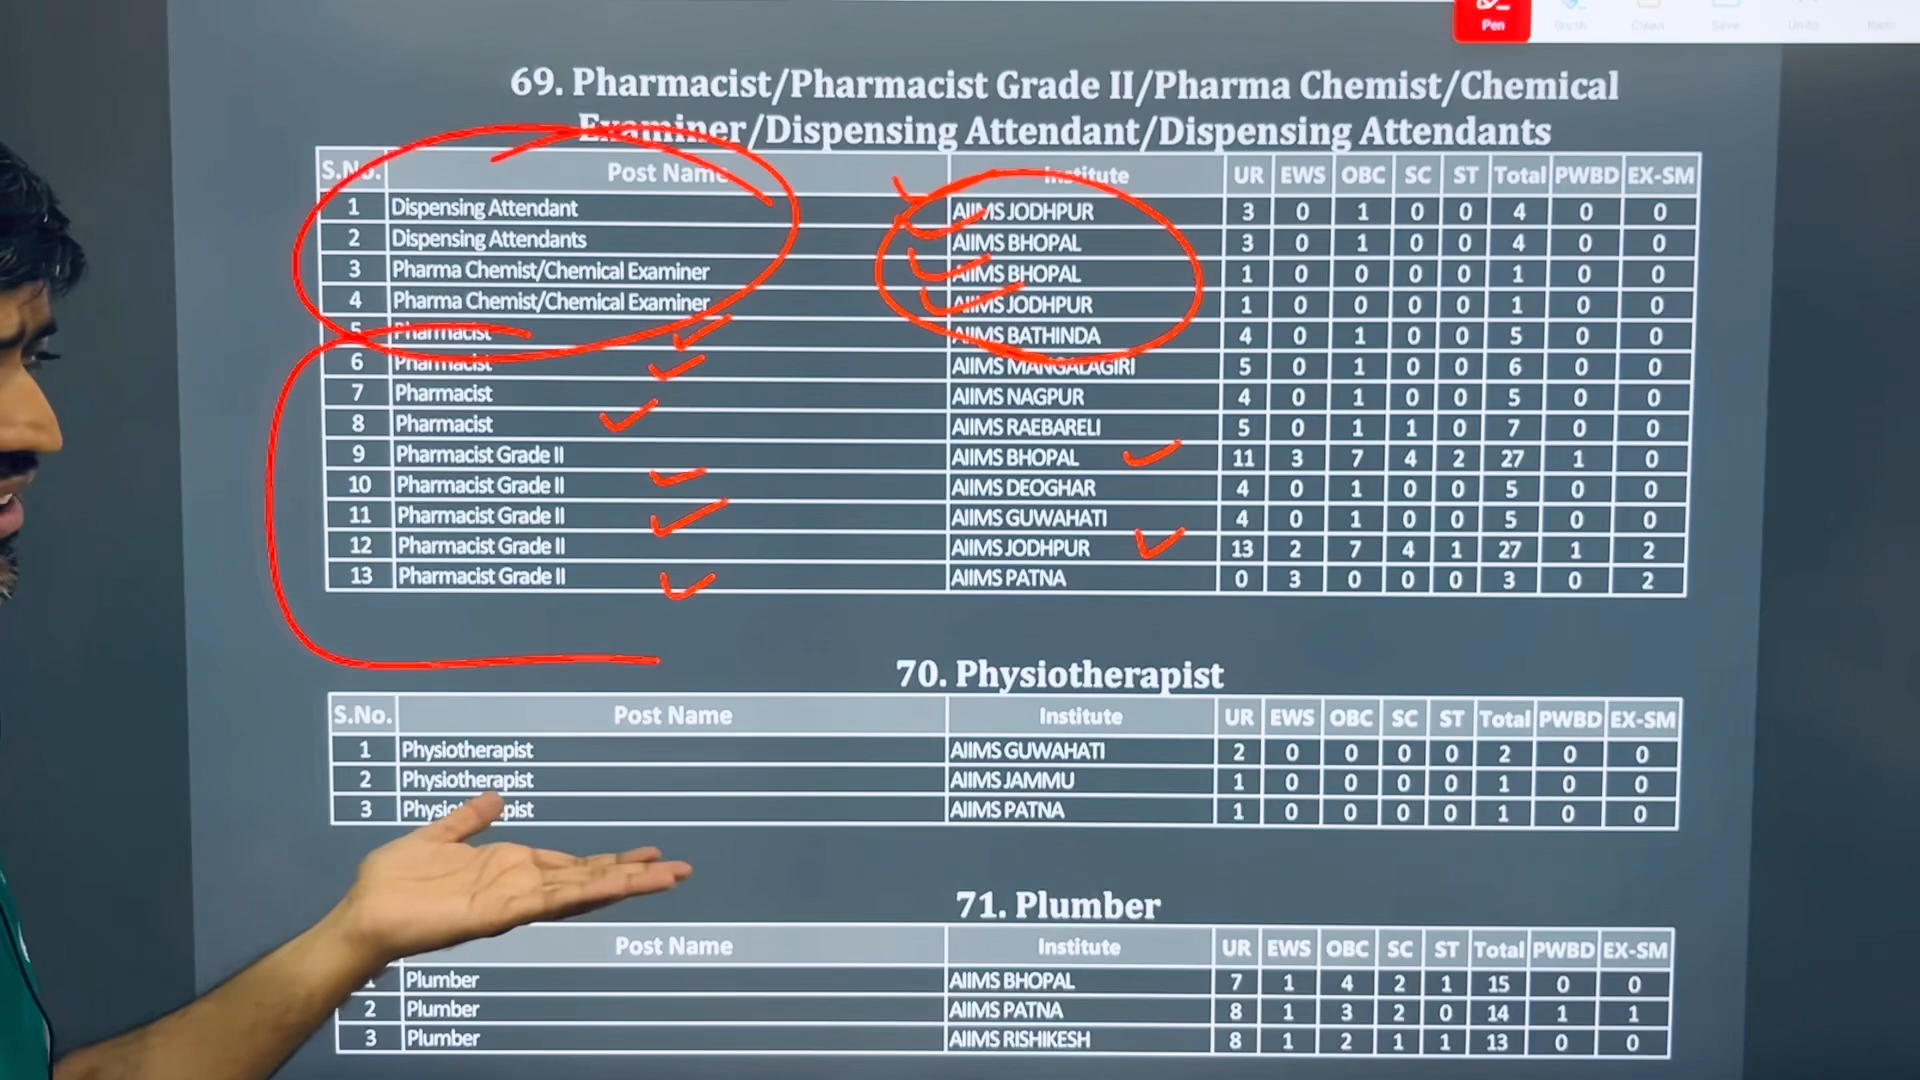 Pen
Brush
Clean
Save
Undo
Redo
69. Pharmacist/Pharmacist Grade II/Pharma Chemist/Chemical
Examiner/Dispensing Attendant/Dispensing Attendants
S.No. Post Name Institute UR EWS OBC SC ST Total PWBD EX-SM
1 Dispensing Attendant AIIMS JODHPUR 3 0 1 0 0 4 0 0
2 Dispensing Attendants AIIMS BHOPAL 3 0 1 0 0 4 0 0
3 Pharma Chemist/Chemical Examiner AIIMS BHOPAL 1 0 0 0 0 1 0 0
4 Pharma Chemist/Chemical Examiner AIIMS JODHPUR 1 0 0 0 0 1 0 0
5 Pharmacist AIIMS BATHINDA 4 0 1 0 0 5 0 0
6 Pharmacist AIIMS MANGALAGIRI 5 0 1 0 0 6 0 0
7 Pharmacist AIIMS NAGPUR 4 0 1 0 0 5 0 0
8 Pharmacist AIIMS RAEBARELI 5 0 1 1 0 7 0 0
9 Pharmacist Grade II AIIMS BHOPAL 11 3 7 4 2 27 1 0
10 Pharmacist Grade II AIIMS DEOGHAR 4 0 1 0 0 5 0 0
11 Pharmacist Grade II AIIMS GUWAHATI 4 0 1 0 0 5 0 0
12 Pharmacist Grade II AIIMS JODHPUR 13 2 7 4 1 27 1 2
13 Pharmacist Grade II AIIMS PATNA 0 3 0 0 0 3 0 2
70. Physiotherapist
S.No. Post Name Institute UR EWS OBC SC ST Total PWBD EX-SM
1 Physiotherapist AIIMS GUWAHATI 2 0 0 0 0 2 0 0
2 Physiotherapist AIIMS JAMMU 1 0 0 0 0 1 0 0
3 Physiotherapist AIIMS PATNA 1 0 0 0 0 1 0 0
71. Plumber
Post Name Institute UR EWS OBC SC ST Total PWBD EX-SM
1 Plumber AIIMS BHOPAL 7 1 4 2 1 15 0 0
2 Plumber AIIMS PATNA 8 1 3 2 0 14 1 1
3 Plumber AIIMS RISHIKESH 8 1 2 1 1 13 0 0